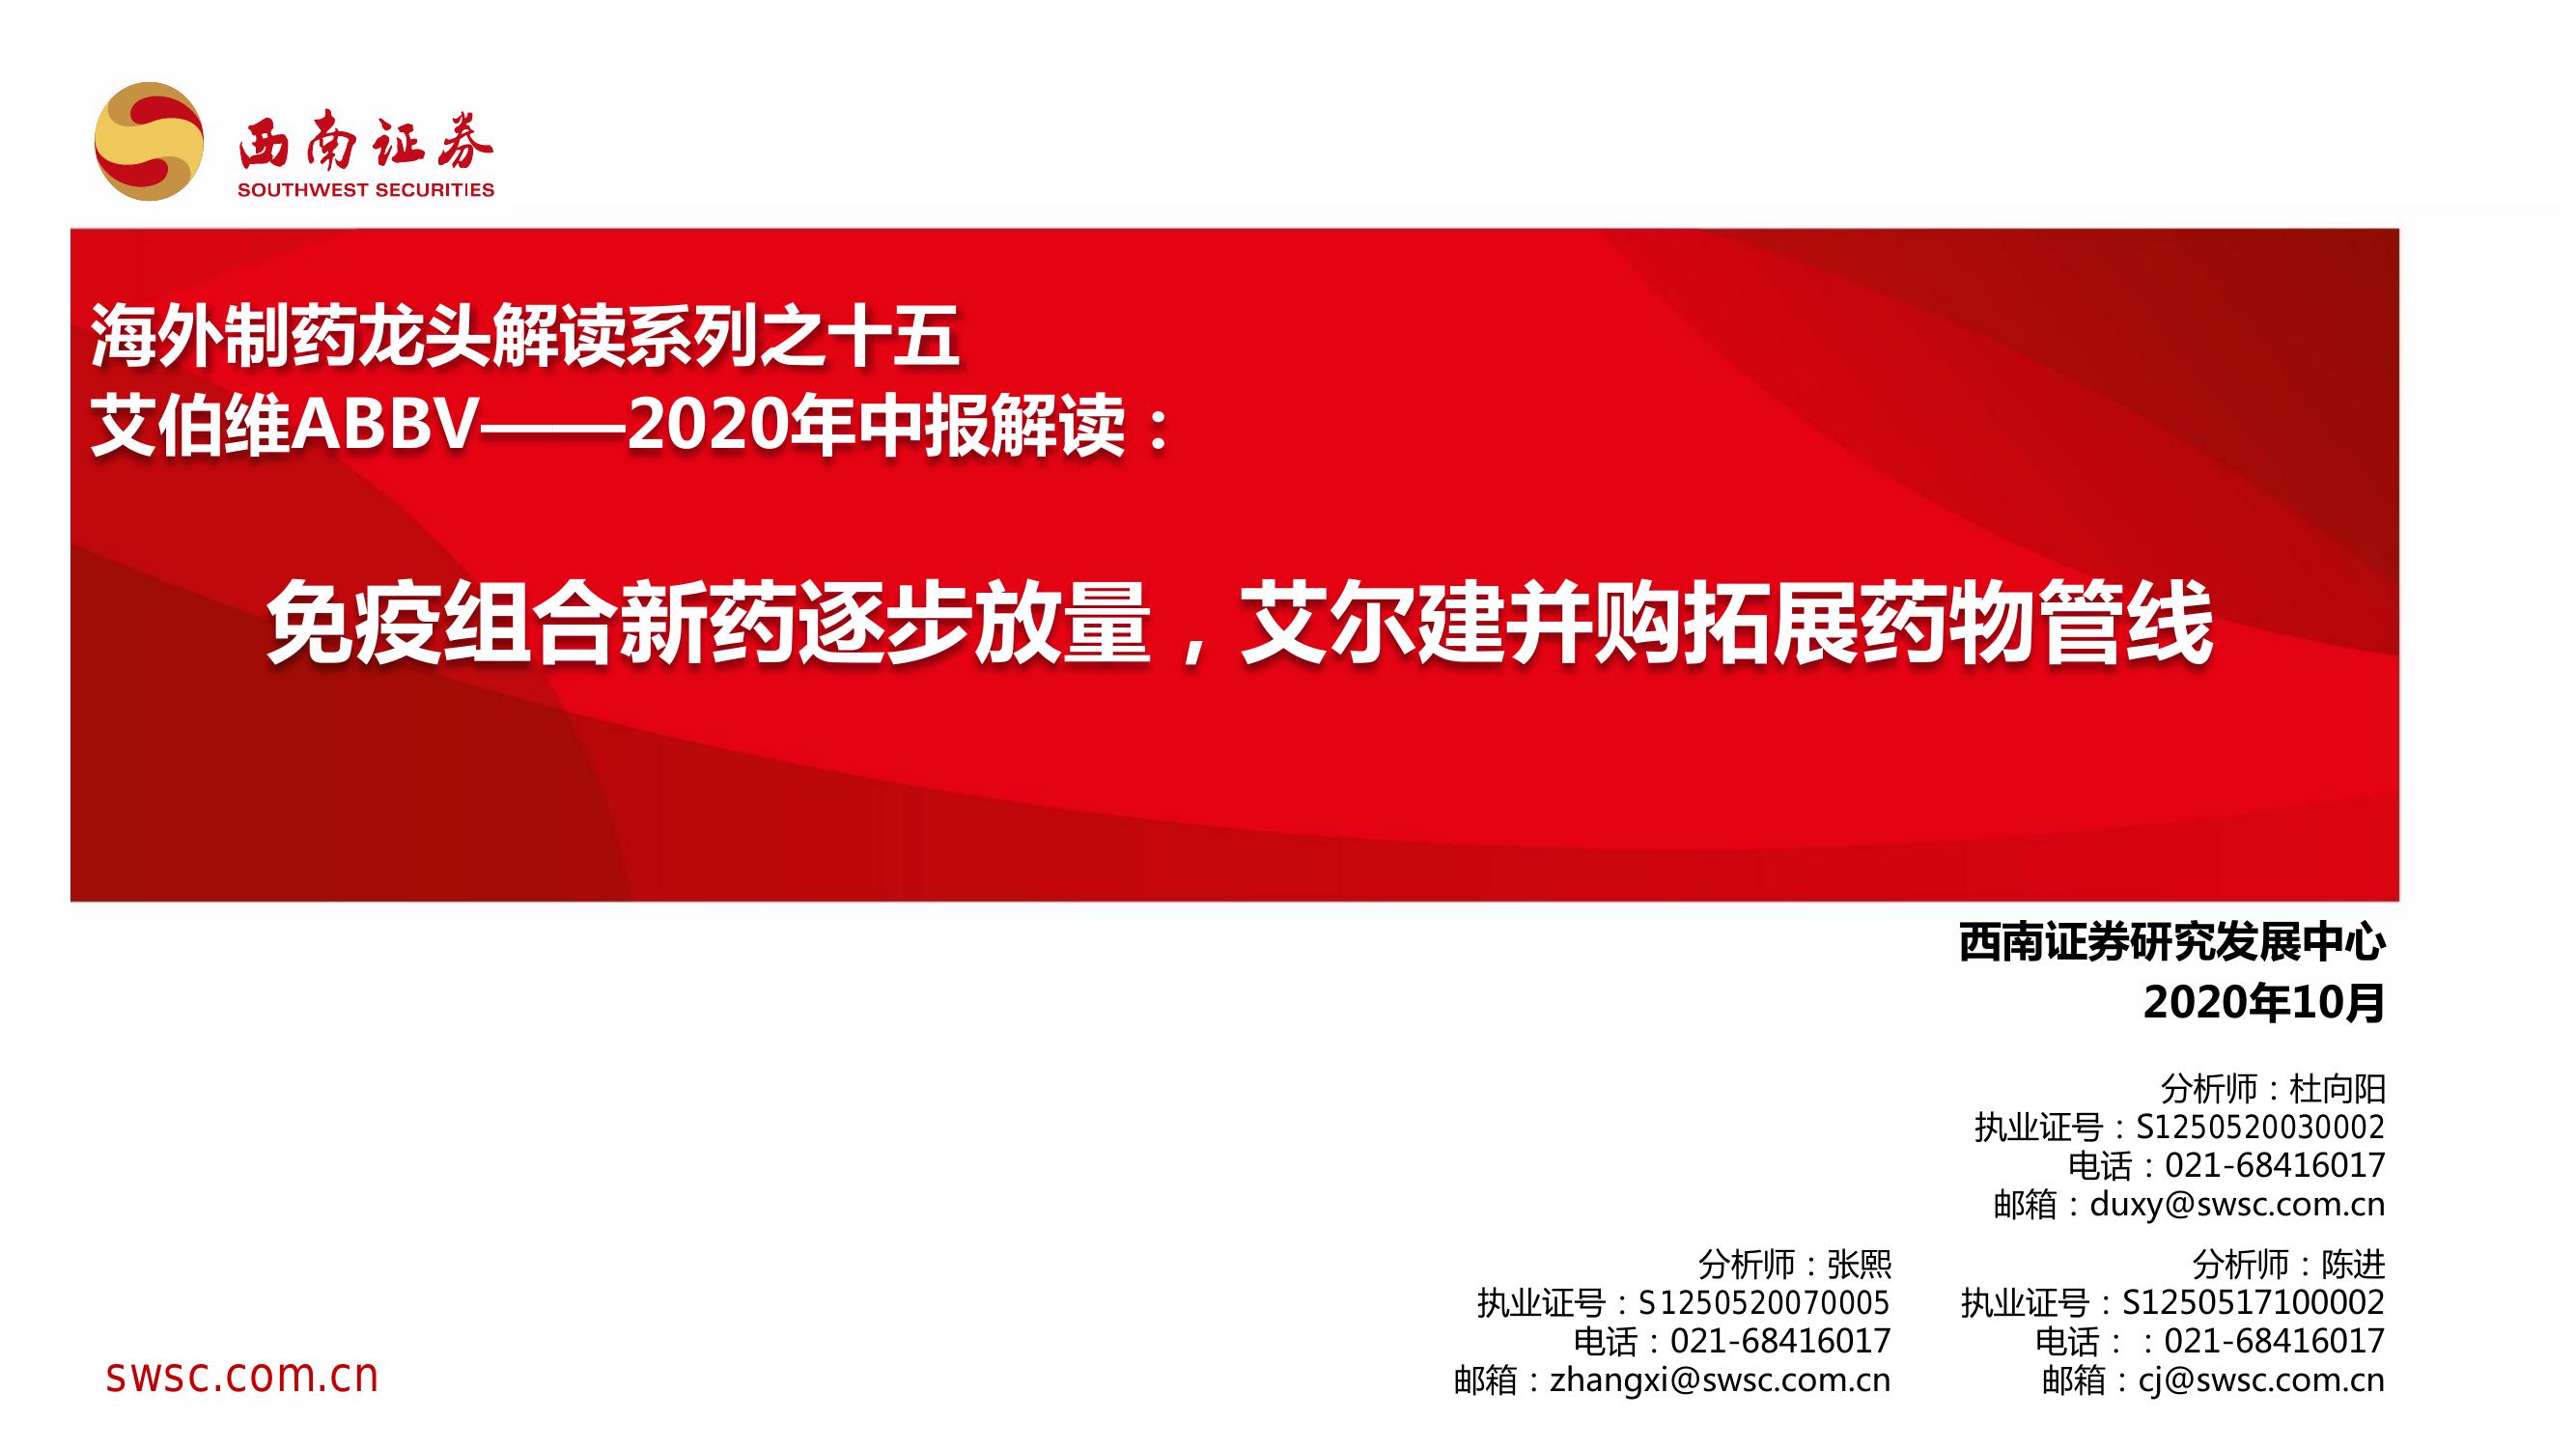 西南证券
SOUTHWEST SECURITIES
海外制药龙头解读系列之十五
艾伯维ABBV——2020年中报解读：
免疫组合新药逐步放量，艾尔建并购拓展药物管线
西南证券研究发展中心
2020年10月
分析师：杜向阳
执业证号：S1250520030002
电话：021-68416017
邮箱：duxy@swsc.com.cn
分析师：张熙
执业证号：S1250520070005
电话：021-68416017
邮箱：zhangxi@swsc.com.cn
分析师：陈进
执业证号：S1250517100002
电话：：021-68416017
邮箱：cj@swsc.com.cn
swsc.com.cn